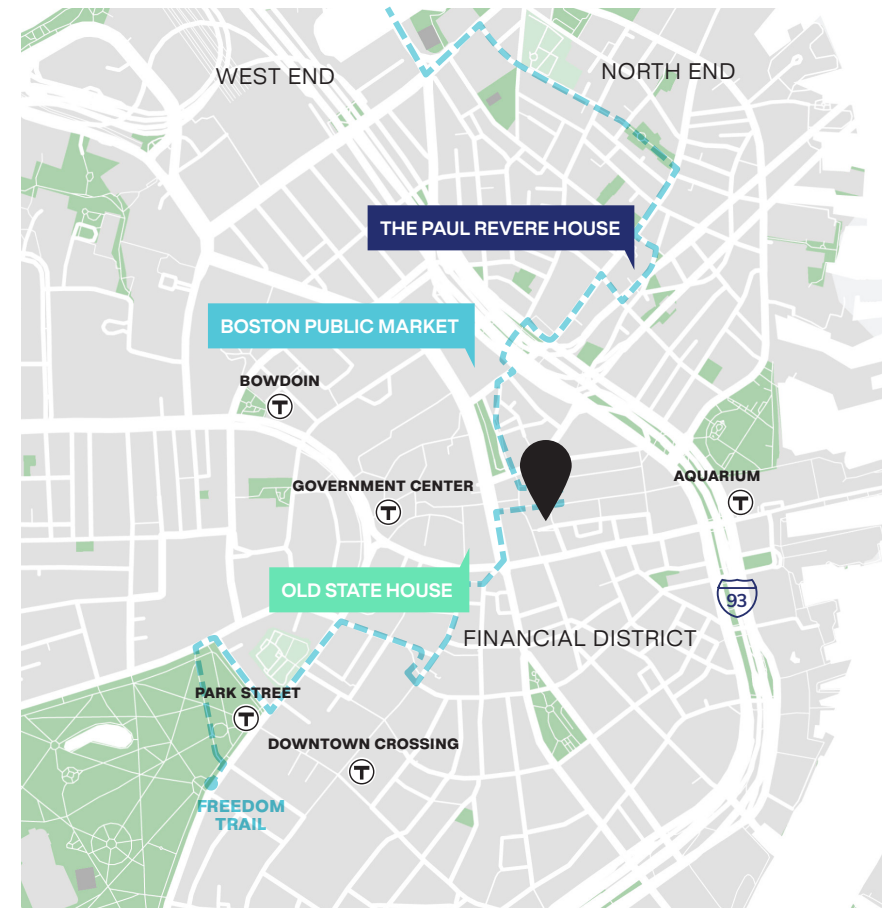 WEST END
NORTH END
THE PAUL REVERE HOUSE
BOSTON PUBLIC MARKET
BOWDOIN
T
GOVERNMENT CENTER
T
AQUARIUM
T
OLD STATE HOUSE
93
FINANCIAL DISTRICT
PARK STREET
T
DOWNTOWN CROSSING
T
FREEDOM
TRAIL